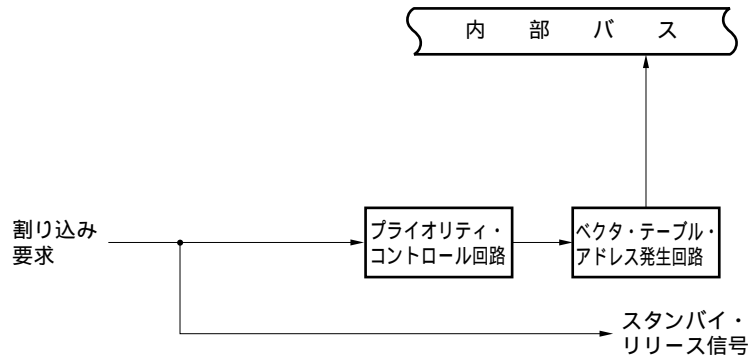 内 部 バ ス
割り込み
要求
プライオリティ・
コントロール回路
ベクタ・テーブル・
アドレス発生回路
スタンバイ・
リリース信号